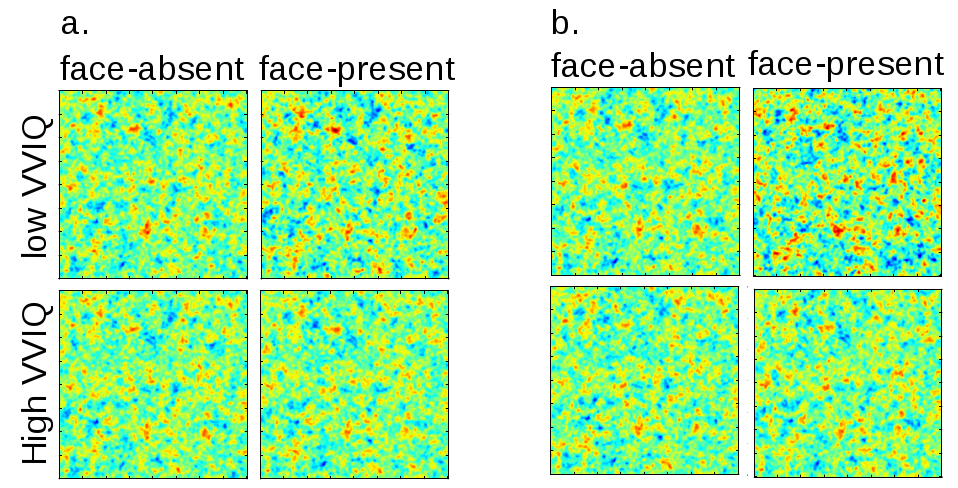 a.
face-absent face-present
low VVIQ
High VVIQ
b.
face-absent face-present